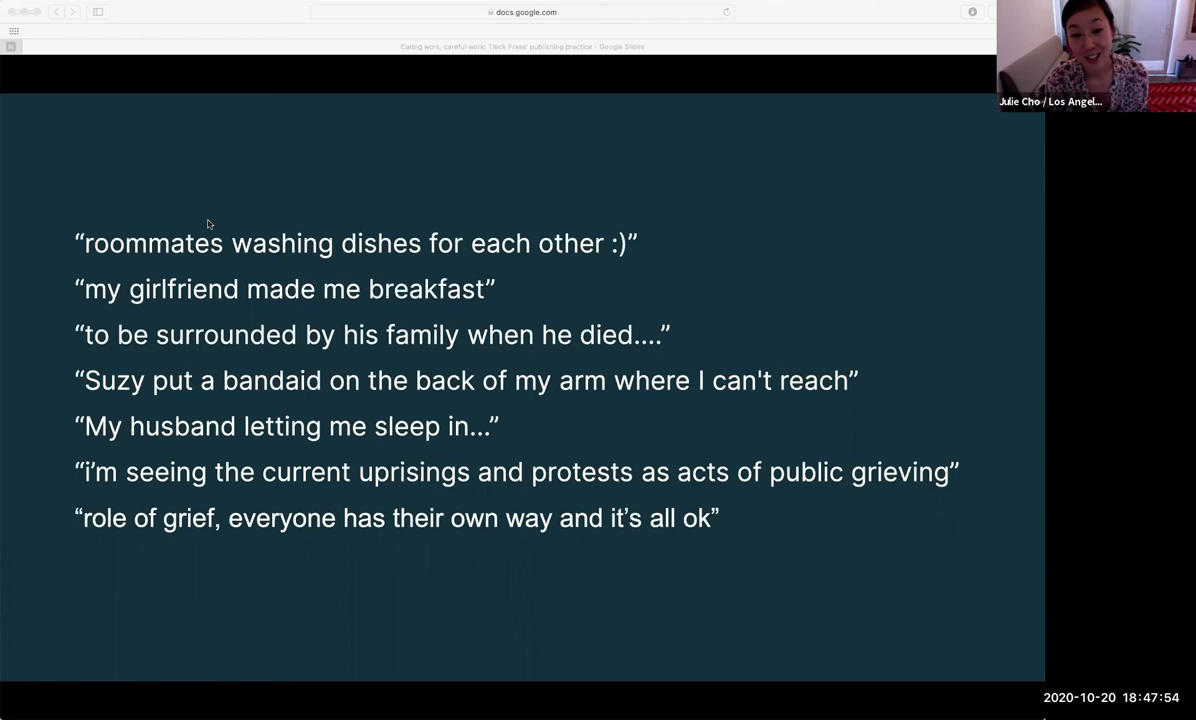 docs.google.com
Caring work, careful work: Thick Press' publishing practice - Google Slides
Julie Cho / Los Angel...
“roommates washing dishes for each other :)”
“my girlfriend made me breakfast”
“to be surrounded by his family when he died....”
“Suzy put a bandaid on the back of my arm where I can't reach”
“My husband letting me sleep in...”
“i’m seeing the current uprisings and protests as acts of public grieving”
“role of grief, everyone has their own way and it’s all ok”
2020-10-20 18:47:54